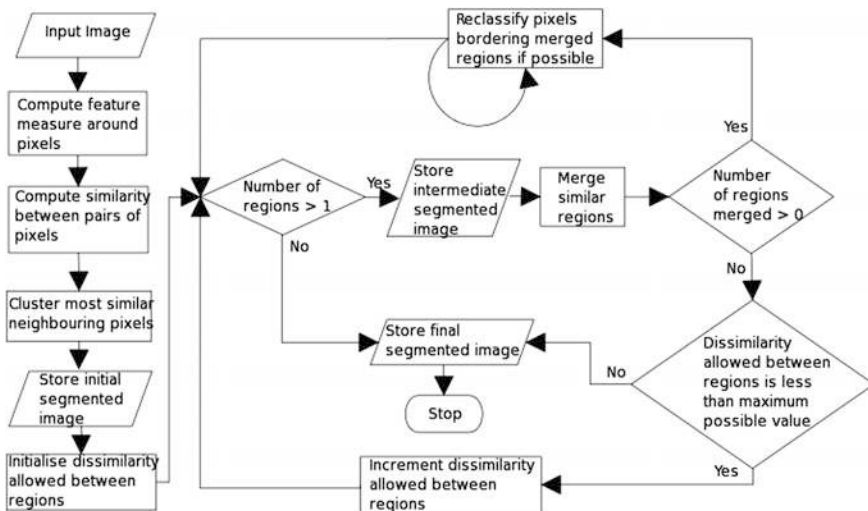 Input Image
Compute feature
measure around
pixels
Compute similarity
between pairs of
pixels
Cluster most similar
neighbouring pixels
Store initial
segmented
image
Initialise dissimilarity
allowed between
regions
Number of
regions > 1
Yes
No
Store
intermediate
segmented
image
Merge
similar
regions
Number
of regions
merged > 0
Yes
No
Reclassify pixels
bordering merged
regions if possible
Dissimilarity
allowed between
regions is less
than maximum
possible value
No
Yes
Store final
segmented image
Stop
Increment dissimilarity
allowed between
regions